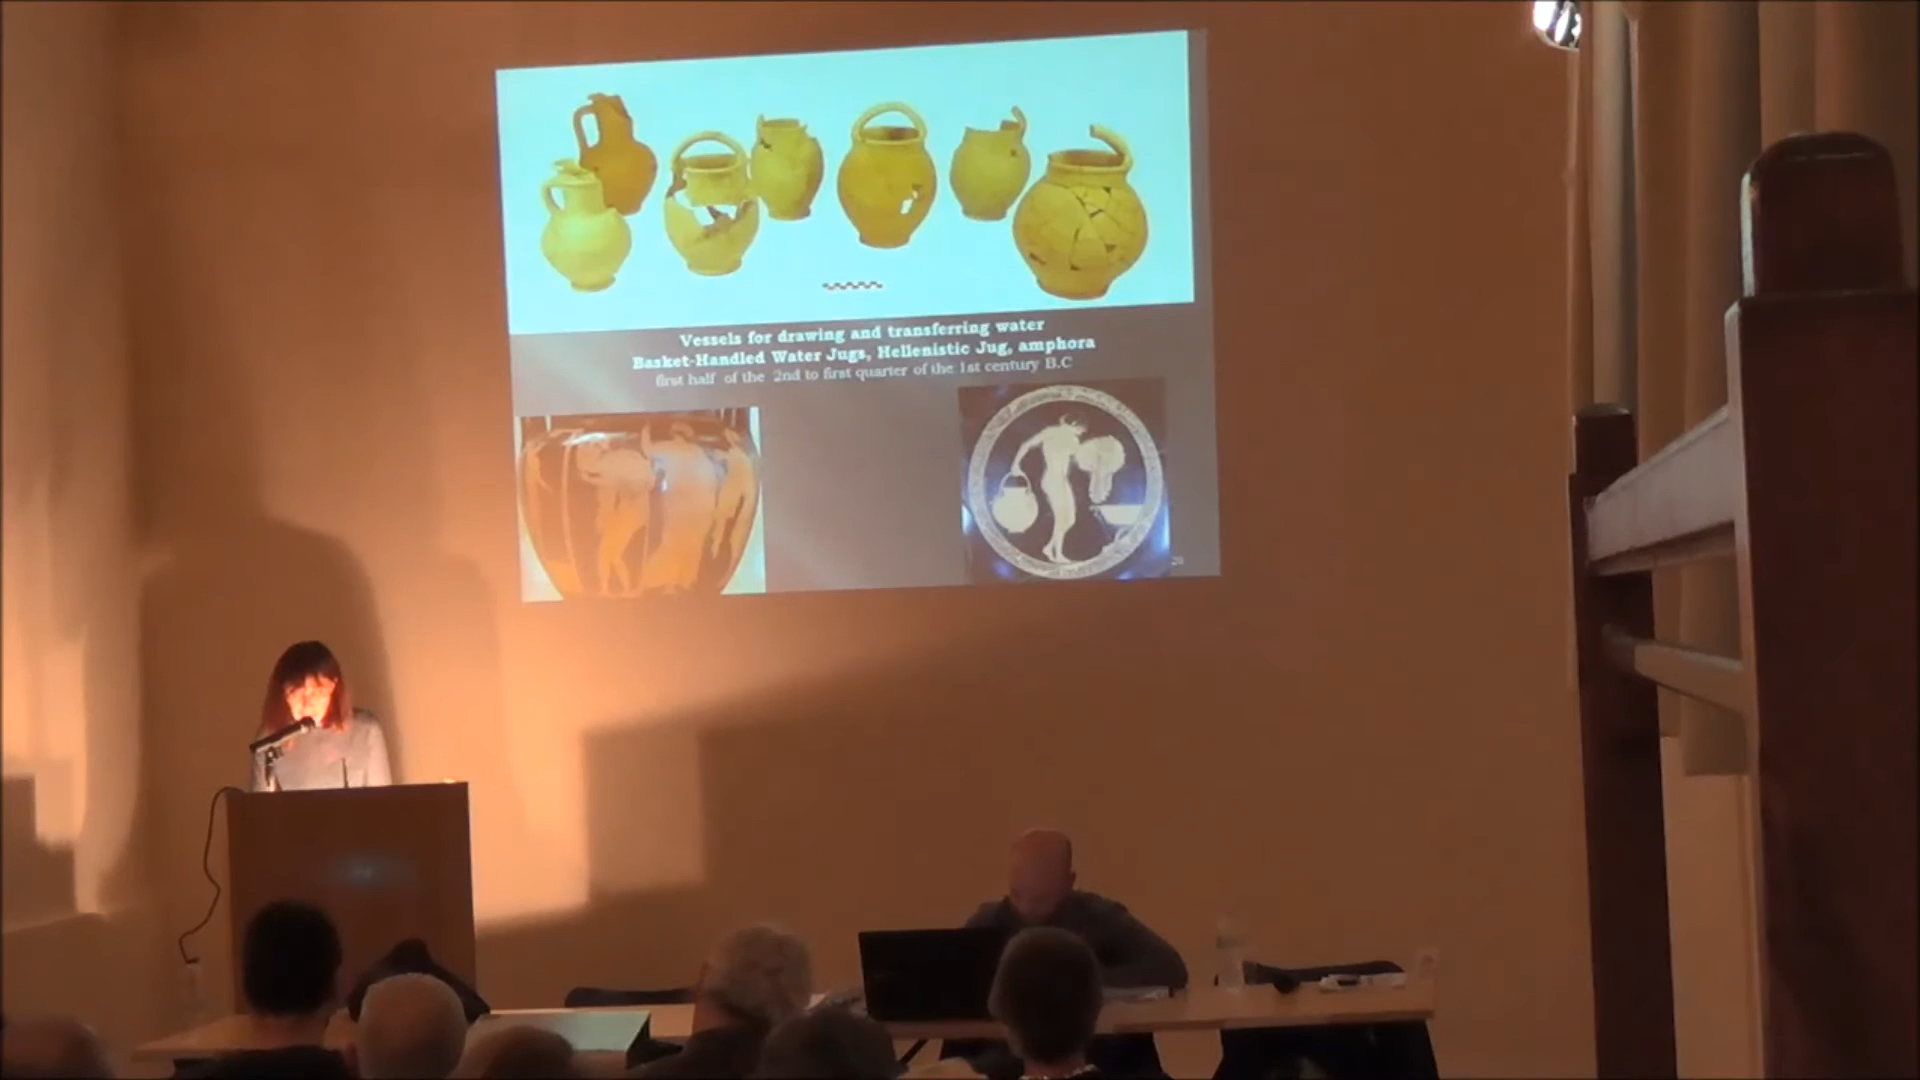 Vessels for drawing and transferring water
Basket-Handled Water Jugs, Hellenistic Jug, amphora
first half of the 2nd to first quarter of the 1st century B.C